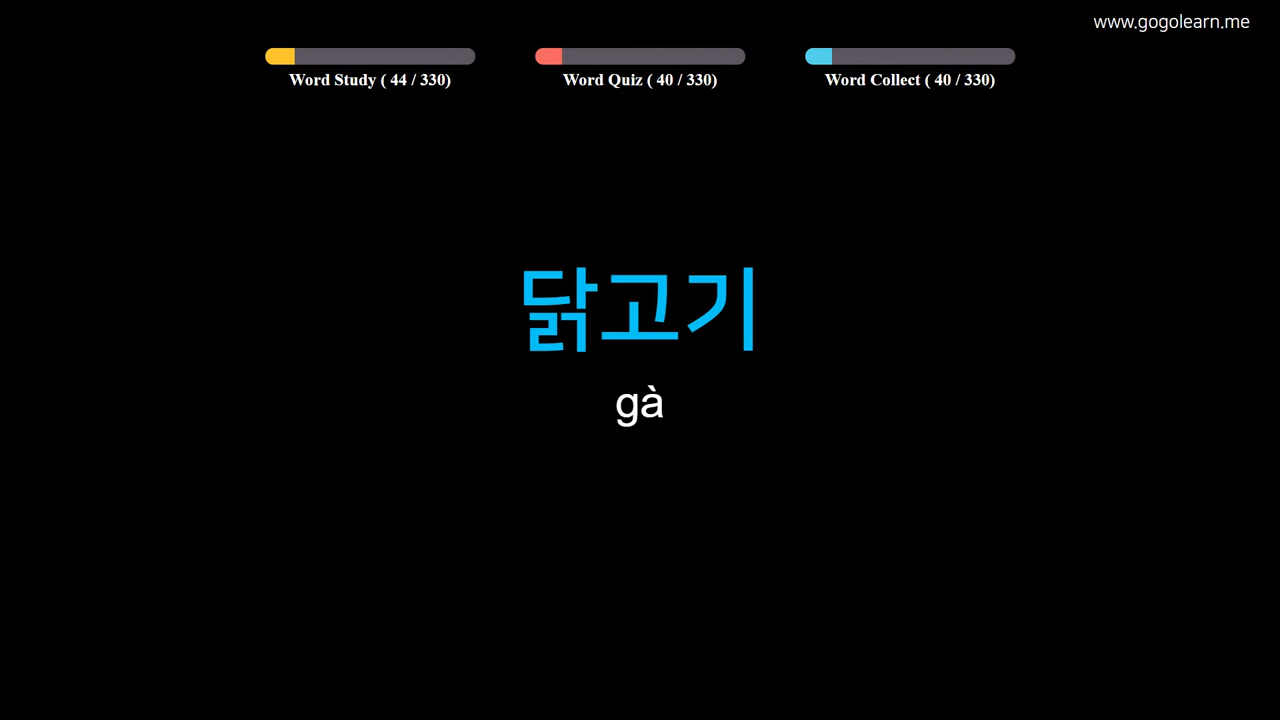 www.gogolearn.me
Word Study ( 44 / 330)
Word Quiz ( 40 / 330)
Word Collect ( 40 / 330)
닭고기
gà